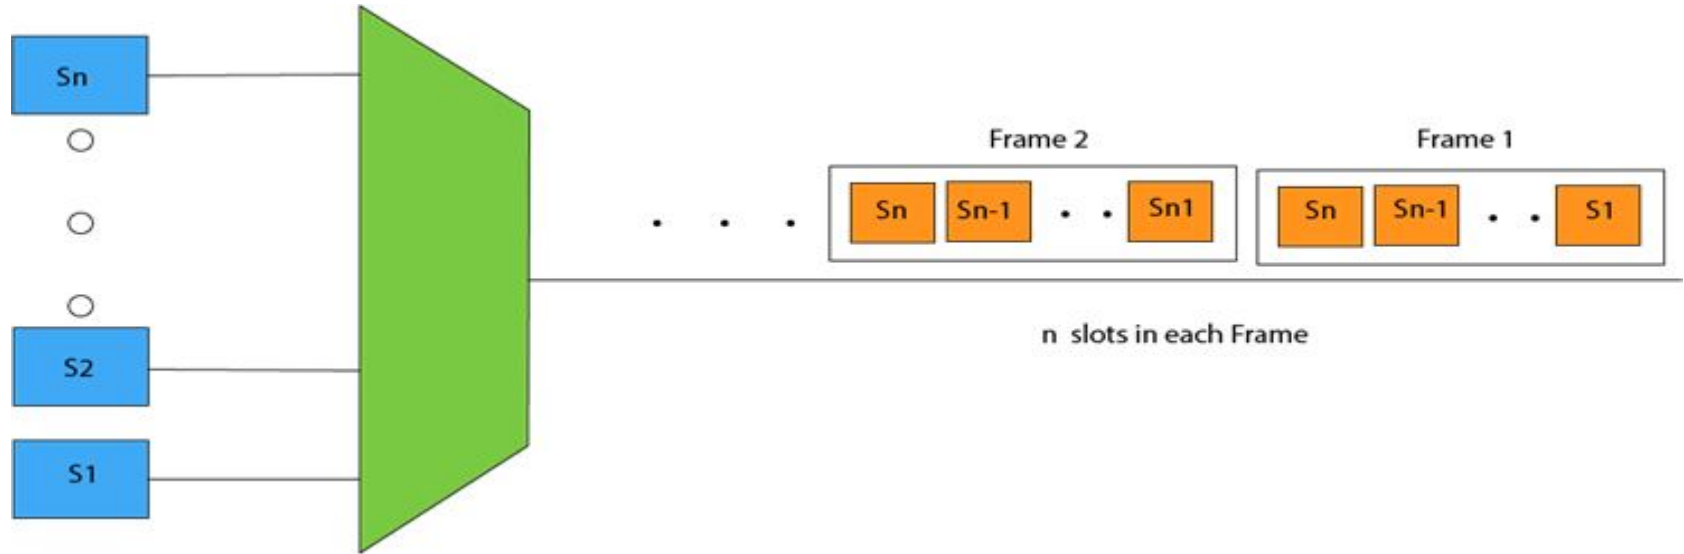 Sn
Frame 2
Frame 1
Sn Sn-1 . . Sn1
Sn Sn-1 . . S1
. . .
n slots in each Frame
S2
S1